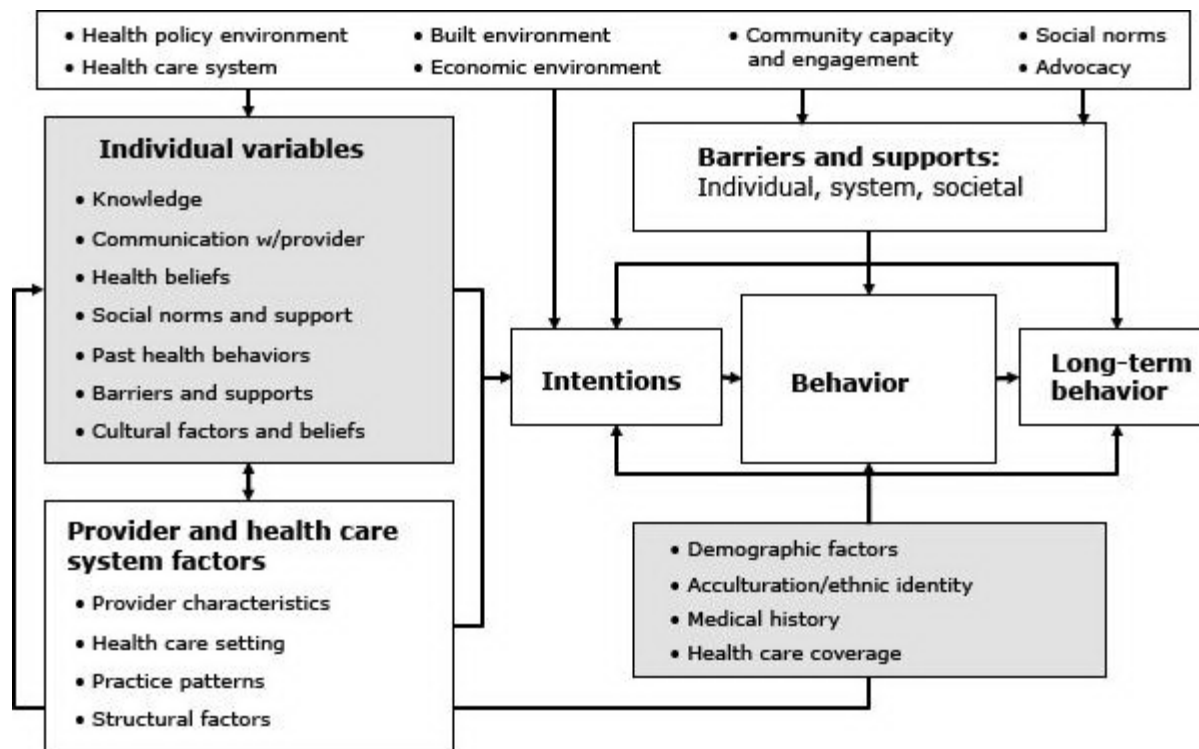 • Health policy environment
• Health care system
• Built environment
• Economic environment
• Community capacity
and engagement
• Social norms
• Advocacy
Individual variables
• Knowledge
• Communication w/provider
• Health beliefs
• Social norms and support
• Past health behaviors
• Barriers and supports
• Cultural factors and beliefs
Provider and health care
system factors
• Provider characteristics
• Health care setting
• Practice patterns
• Structural factors
Barriers and supports:
Individual, system, societal
Intentions
Behavior
Long-term
behavior
• Demographic factors
• Acculturation/ethnic identity
• Medical history
• Health care coverage